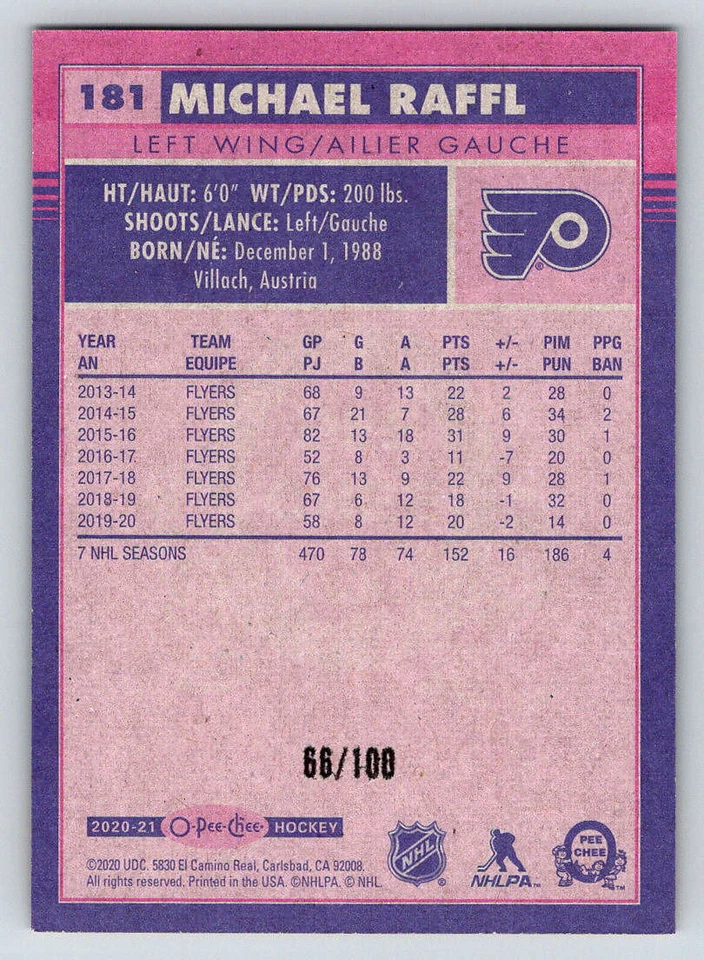 181 MICHAEL RAFFL
LEFT WING/AILIER GAUCHE
HT/HAUT: 6'0" WT/PDS: 200 lbs.
SHOOTS/LANCE: Left/Gauche
BORN/NÉ: December 1, 1988
Villach, Austria
P
®
YEAR TEAM GP G A PTS +/- PIM PPG
AN EQUIPE PJ B A PTS +/- PUN BAN
2013-14 FLYERS 68 9 13 22 2 28 0
2014-15 FLYERS 67 21 7 28 6 34 2
2015-16 FLYERS 82 13 18 31 9 30 1
2016-17 FLYERS 52 8 3 11 -7 20 0
2017-18 FLYERS 76 13 9 22 9 28 1
2018-19 FLYERS 67 6 12 18 -1 32 0
2019-20 FLYERS 58 8 12 20 -2 14 0
7 NHL SEASONS 470 78 74 152 16 186 4
66/100
2020-21 O-Pee-Chee® HOCKEY
©2020 UDC. 5830 El Camino Real, Carlsbad, CA 92008.
All rights reserved. Printed in the USA. ©NHLPA. © NHL.
NHL ®
NHLPA™
O PEE CHEE ™